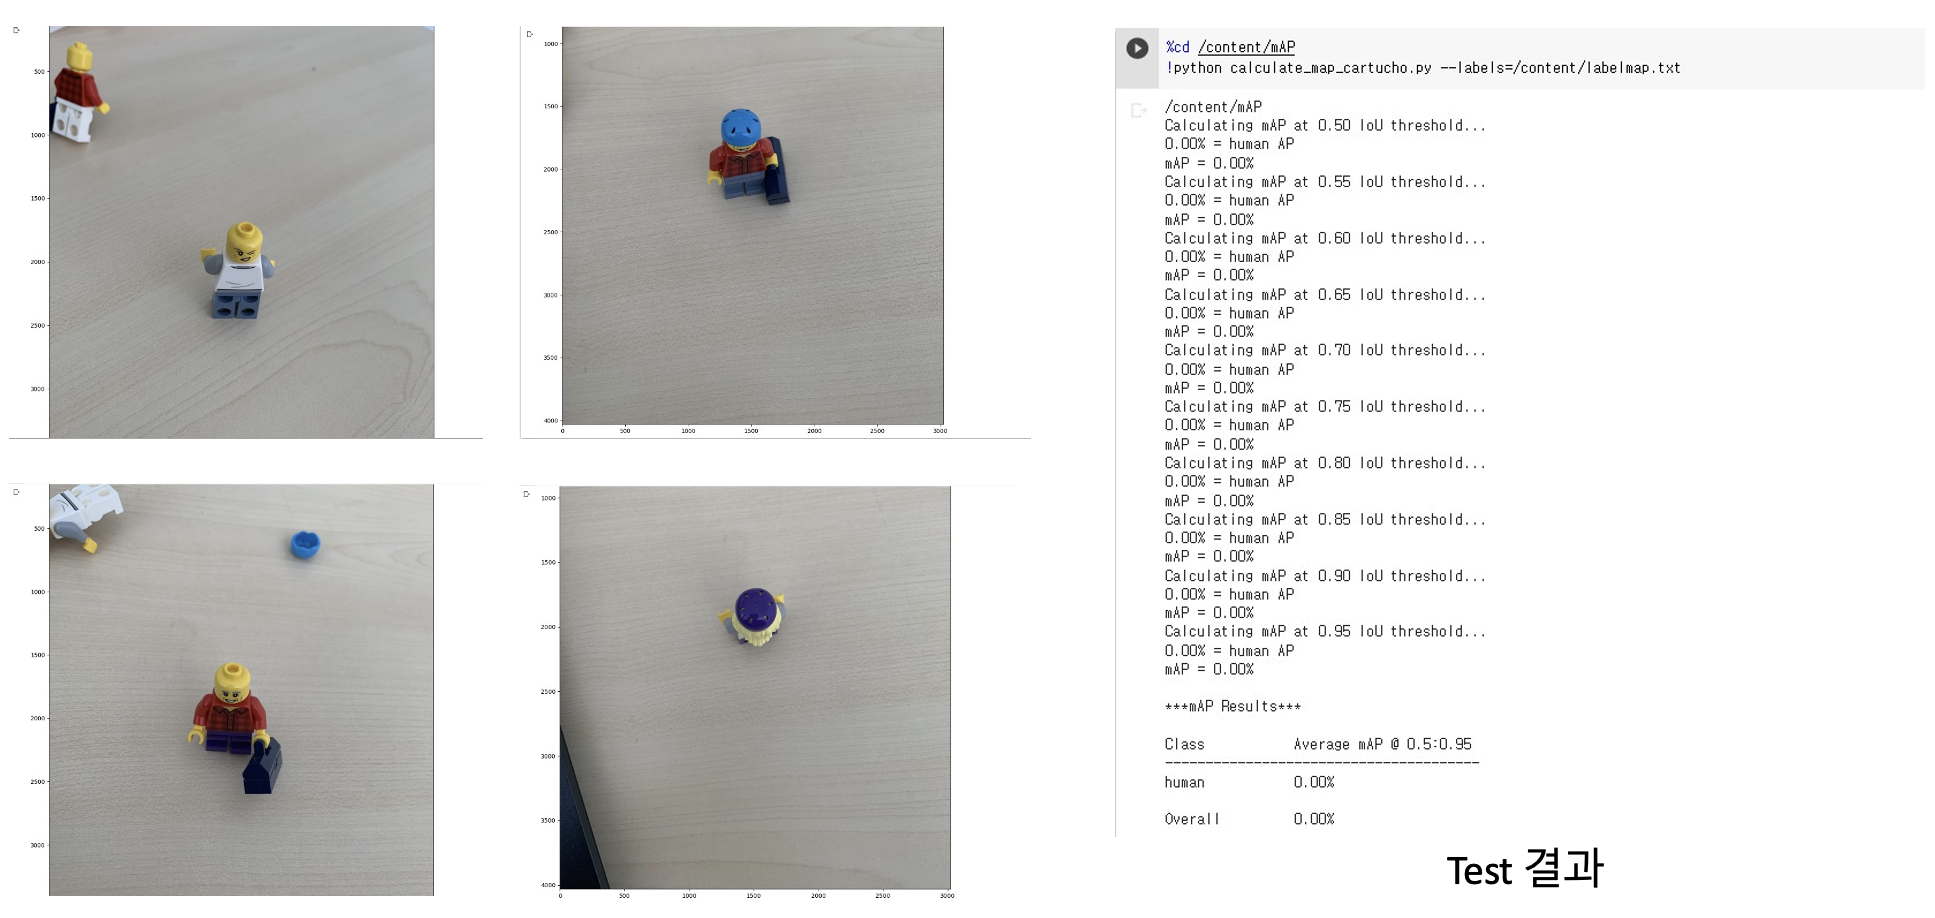 500
1000
1500
2000
2500
3000
1000
1500
2000
2500
3000
3500
4000
0
500
1000
1500
2000
2500
3000
500
1000
1500
2000
2500
3000
1000
1500
2000
2500
3000
3500
4000
0
500
1000
1500
2000
2500
3000
%cd /content/mAP
!python calculate_map_cartucho.py --labels=/content/labelmap.txt
/content/mAP
Calculating mAP at 0.50 IoU threshold...
0.00% = human AP
mAP = 0.00%
Calculating mAP at 0.55 IoU threshold...
0.00% = human AP
mAP = 0.00%
Calculating mAP at 0.60 IoU threshold...
0.00% = human AP
mAP = 0.00%
Calculating mAP at 0.65 IoU threshold...
0.00% = human AP
mAP = 0.00%
Calculating mAP at 0.70 IoU threshold...
0.00% = human AP
mAP = 0.00%
Calculating mAP at 0.75 IoU threshold...
0.00% = human AP
mAP = 0.00%
Calculating mAP at 0.80 IoU threshold...
0.00% = human AP
mAP = 0.00%
Calculating mAP at 0.85 IoU threshold...
0.00% = human AP
mAP = 0.00%
Calculating mAP at 0.90 IoU threshold...
0.00% = human AP
mAP = 0.00%
Calculating mAP at 0.95 IoU threshold...
0.00% = human AP
mAP = 0.00%
***mAP Results***
Class Average mAP @ 0.5:0.95
---------------------------------------
human 0.00%
Overall 0.00%
Test 결과